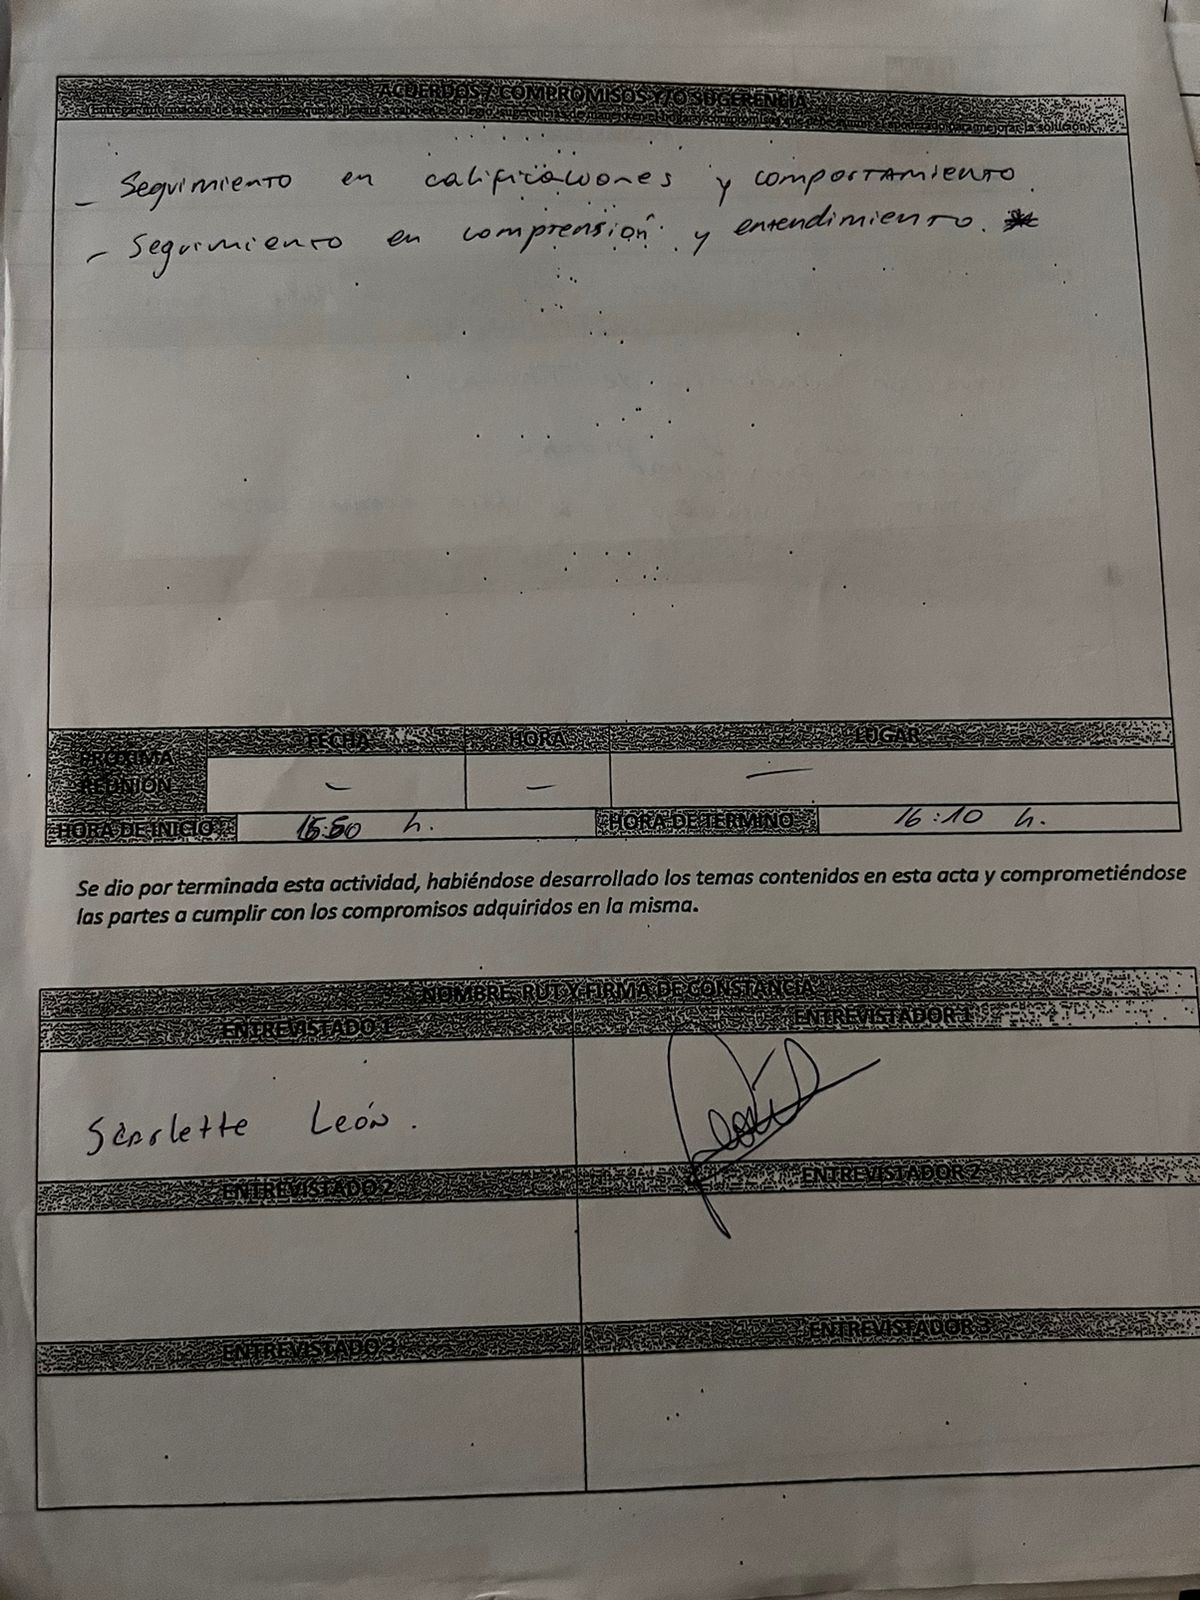 ACUERDOS / COMPROMISOS Y/O SUGERENCIA
- Seguimiento en calificaciones y comportamiento.
- Seguimiento en comprensión y entendimiento.
PRÓXIMA REUNIÓN
FECHA HORA LUGAR
— — —
HORA DE INICIO 15:50 h. HORA DE TERMINO 16:10 h.
Se dio por terminada esta actividad, habiéndose desarrollado los temas contenidos en esta acta y comprometiéndose
las partes a cumplir con los compromisos adquiridos en la misma.
NOMBRE, RUT Y FIRMA DE CONSTANCIA
ENTREVISTADO 1 ENTREVISTADOR 1
Scarlette León.
ENTREVISTADO 2 ENTREVISTADOR 2
ENTREVISTADO 3 ENTREVISTADOR 3